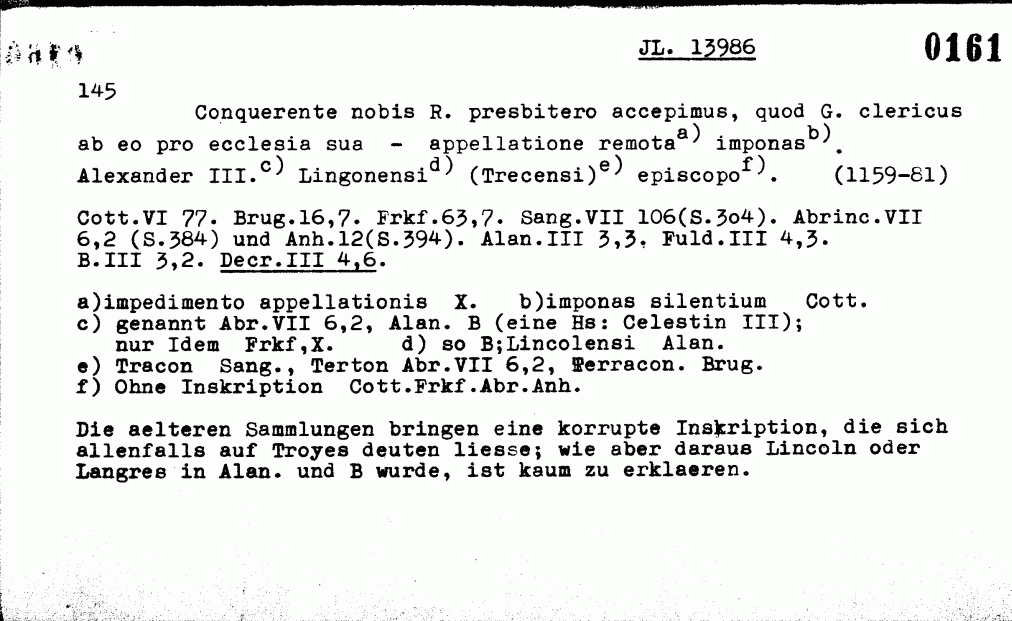 JL. 13986 0161
145
Conquerente nobis R. presbitero accepimus, quod G. clericus
ab eo pro ecclesia sua - appellatione remota a) imponas b).
Alexander III. c) Lingonensi d) (Trecensi) e) episcopo f). (1159-81)
Cott.VI 77. Brug.16,7. Frkf.63,7. Sang.VII 106(S.3o4). Abrinc.VII
6,2 (S.384) und Anh.12(S.394). Alan.III 3,3. Fuld.III 4,3.
B.III 3,2. Decr.III 4,6.
a)impedimento appellationis X. b)imponas silentium Cott.
c) genannt Abr.VII 6,2, Alan. B (eine Hs: Celestin III);
nur Idem Frkf,X. d) so B;Lincolensi Alan.
e) Tracon Sang., Terton Abr.VII 6,2, Terracon. Brug.
f) Ohne Inskription Cott.Frkf.Abr.Anh.
Die aelteren Sammlungen bringen eine korrupte Inskription, die sich
allenfalls auf Troyes deuten liesse; wie aber daraus Lincoln oder
Langres in Alan. und B wurde, ist kaum zu erklaeren.